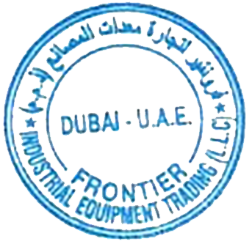 فرونتير لتجارة معدات المصانع (ذ.م.م)
DUBAI - U.A.E.
FRONTIER
INDUSTRIAL EQUIPMENT TRADING (L.L.C)